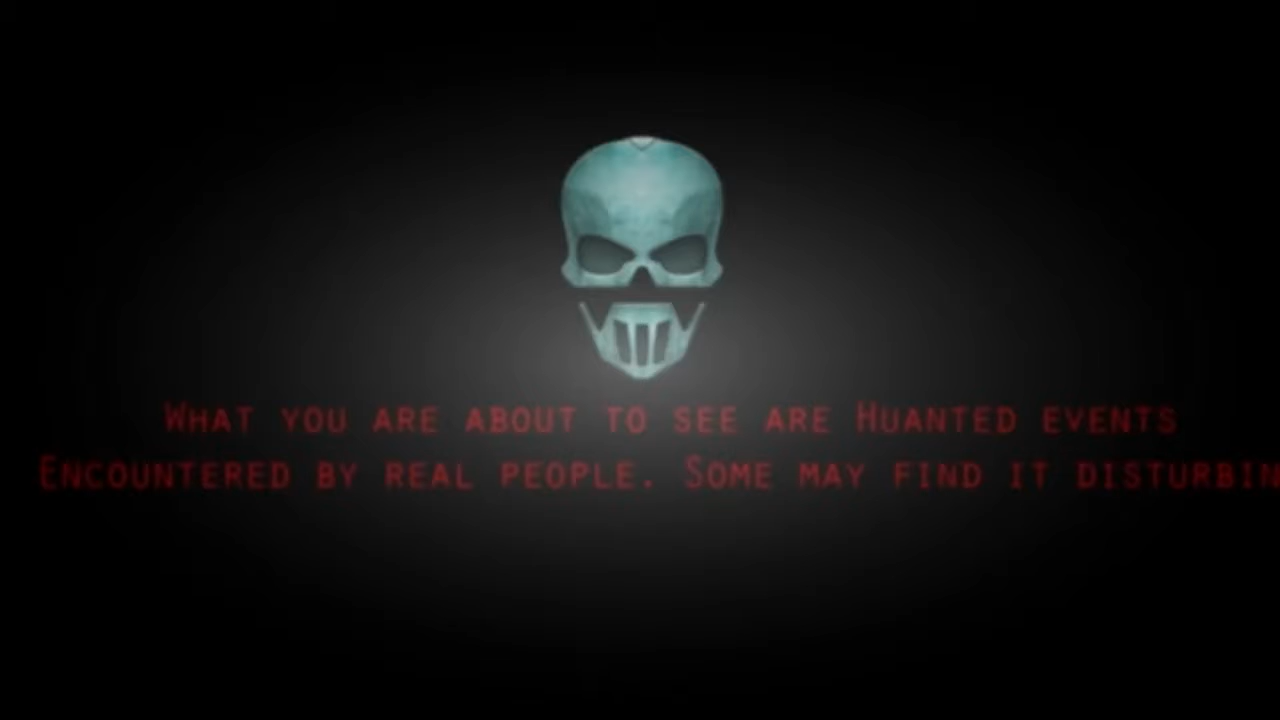 What you are about to see are Huanted events
Encountered by real people. Some may find it disturbin